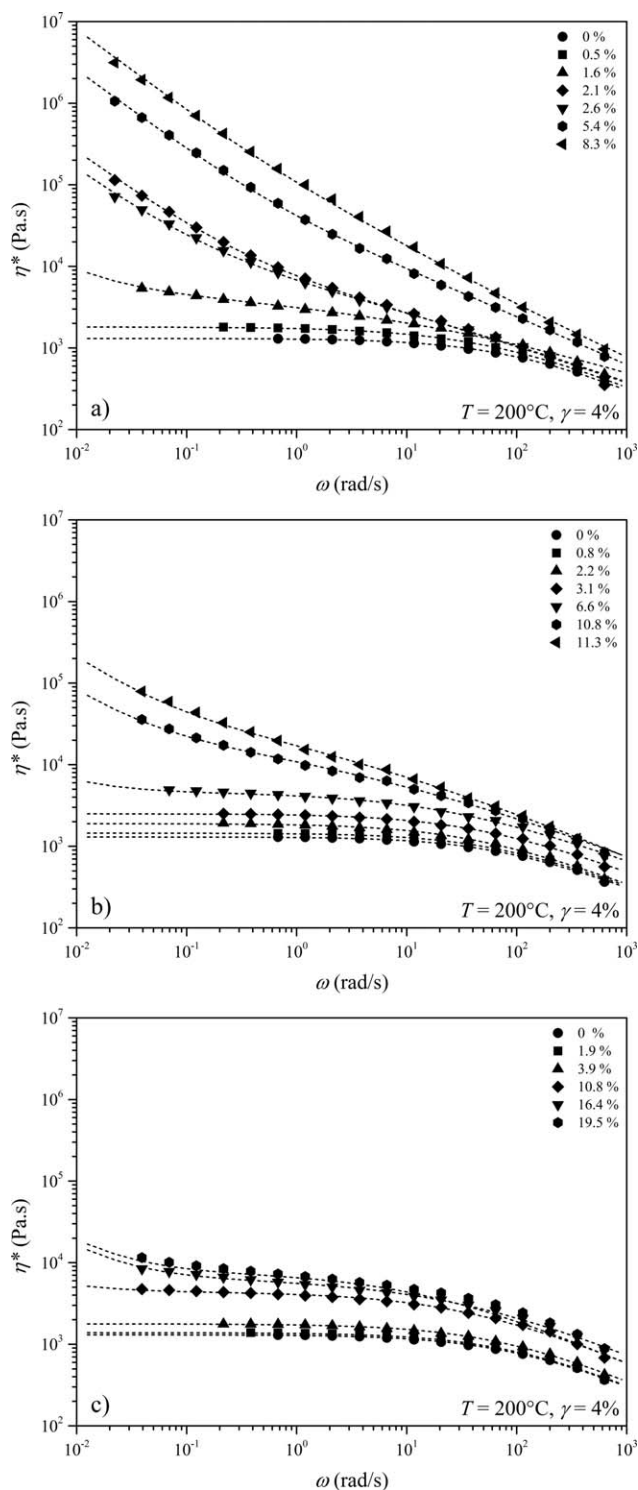 10⁷
10⁶
10⁵
10⁴
10³
10²
η* (Pa.s)
0 %
0.5 %
1.6 %
2.1 %
2.6 %
5.4 %
8.3 %
a)
T = 200°C, γ = 4%
10⁻² 10⁻¹ 10⁰ 10¹ 10² 10³
ω (rad/s)
10⁷
10⁶
10⁵
10⁴
10³
10²
η* (Pa.s)
0 %
0.8 %
2.2 %
3.1 %
6.6 %
10.8 %
11.3 %
b)
T = 200°C, γ = 4%
10⁻² 10⁻¹ 10⁰ 10¹ 10² 10³
ω (rad/s)
10⁷
10⁶
10⁵
10⁴
10³
10²
η* (Pa.s)
0 %
1.9 %
3.9 %
10.8 %
16.4 %
19.5 %
c)
T = 200°C, γ = 4%
10⁻² 10⁻¹ 10⁰ 10¹ 10² 10³
ω (rad/s)